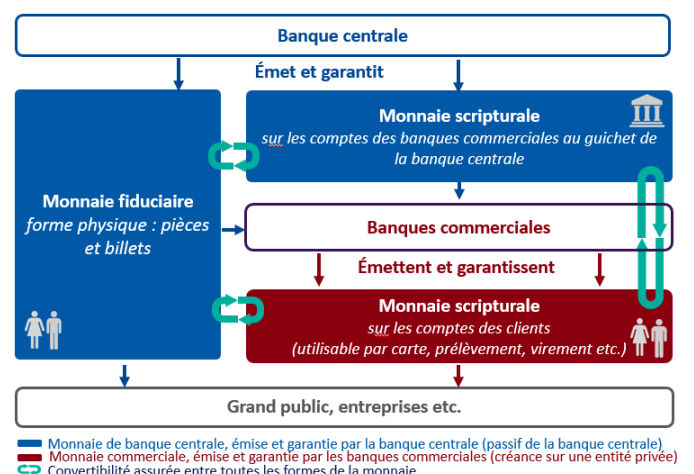 Banque centrale
Émet et garantit
Monnaie scripturale
sur les comptes des banques commerciales au guichet de
la banque centrale
Monnaie fiduciaire
forme physique : pièces
et billets
Banques commerciales
Émettent et garantissent
Monnaie scripturale
sur les comptes des clients
(utilisable par carte, prélèvement, virement etc.)
Grand public, entreprises etc.
Monnaie de banque centrale, émise et garantie par la banque centrale (passif de la banque centrale)
Monnaie commerciale, émise et garantie par les banques commerciales (créance sur une entité privée)
Convertibilité assurée entre toutes les formes de la monnaie